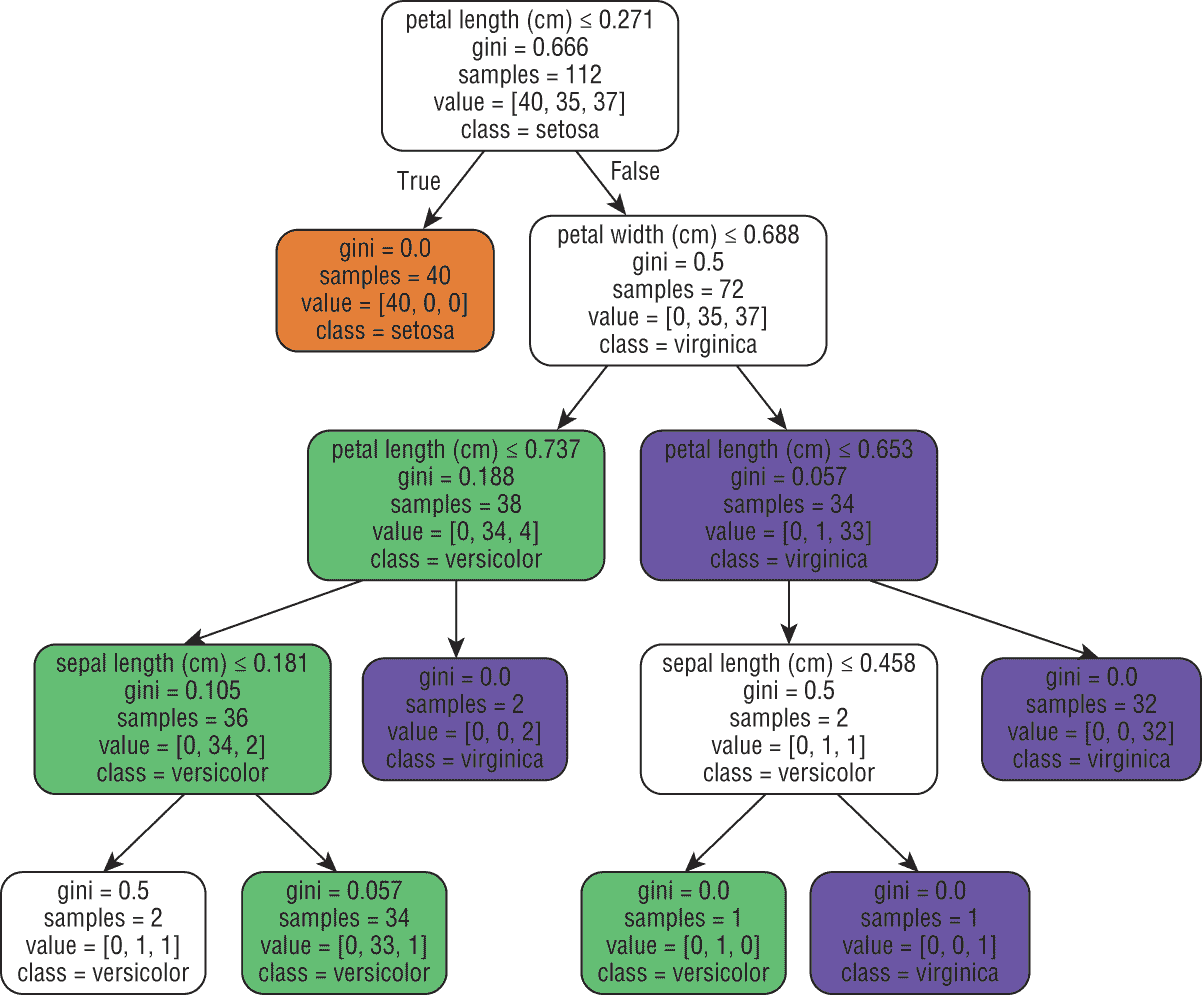 petal length (cm) ≤ 0.271
gini = 0.666
samples = 112
value = [40, 35, 37]
class = setosa
True
False
gini = 0.0
samples = 40
value = [40, 0, 0]
class = setosa
petal width (cm) ≤ 0.688
gini = 0.5
samples = 72
value = [0, 35, 37]
class = virginica
petal length (cm) ≤ 0.737
gini = 0.188
samples = 38
value = [0, 34, 4]
class = versicolor
petal length (cm) ≤ 0.653
gini = 0.057
samples = 34
value = [0, 1, 33]
class = virginica
sepal length (cm) ≤ 0.181
gini = 0.105
samples = 36
value = [0, 34, 2]
class = versicolor
gini = 0.0
samples = 2
value = [0, 0, 2]
class = virginica
sepal length (cm) ≤ 0.458
gini = 0.5
samples = 2
value = [0, 1, 1]
class = versicolor
gini = 0.0
samples = 32
value = [0, 0, 32]
class = virginica
gini = 0.5
samples = 2
value = [0, 1, 1]
class = versicolor
gini = 0.057
samples = 34
value = [0, 33, 1]
class = versicolor
gini = 0.0
samples = 1
value = [0, 1, 0]
class = versicolor
gini = 0.0
samples = 1
value = [0, 0, 1]
class = virginica